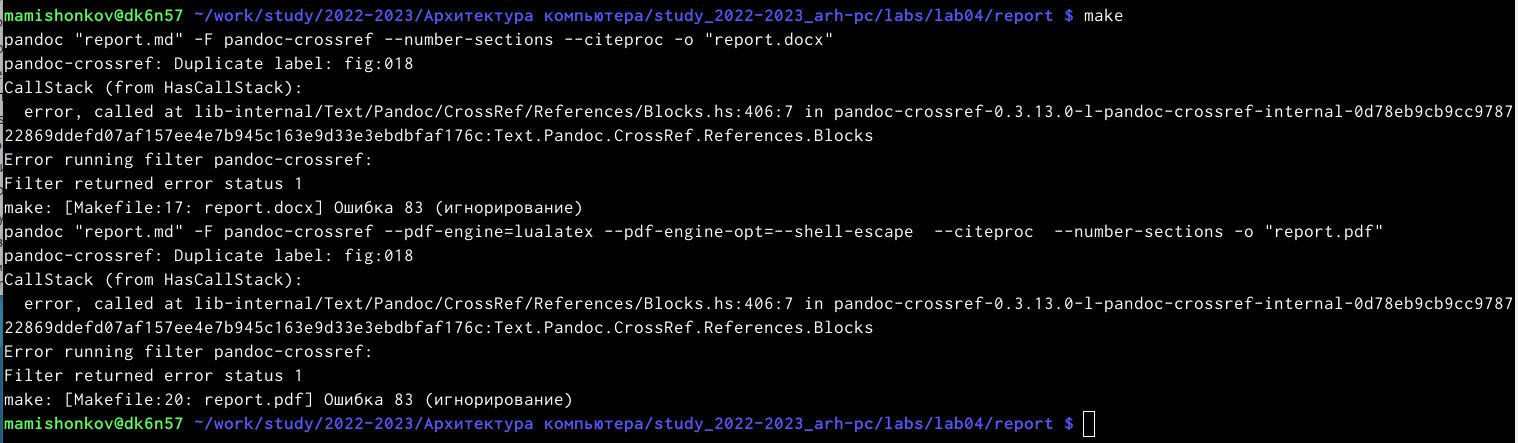 mamishonkov@dk6n57 ~/work/study/2022-2023/Архитектура компьютера/study_2022-2023_arh-pc/labs/lab04/report $ make
pandoc "report.md" -F pandoc-crossref --number-sections --citeproc -o "report.docx"
pandoc-crossref: Duplicate label: fig:018
CallStack (from HasCallStack):
  error, called at lib-internal/Text/Pandoc/CrossRef/References/Blocks.hs:406:7 in pandoc-crossref-0.3.13.0-l-pandoc-crossref-internal-0d78eb9cb9cc9787
22869ddefd07af157ee4e7b945c163e9d33e3ebdbfaf176c:Text.Pandoc.CrossRef.References.Blocks
Error running filter pandoc-crossref:
Filter returned error status 1
make: [Makefile:17: report.docx] Ошибка 83 (игнорирование)
pandoc "report.md" -F pandoc-crossref --pdf-engine=lualatex --pdf-engine-opt=--shell-escape  --citeproc  --number-sections -o "report.pdf"
pandoc-crossref: Duplicate label: fig:018
CallStack (from HasCallStack):
  error, called at lib-internal/Text/Pandoc/CrossRef/References/Blocks.hs:406:7 in pandoc-crossref-0.3.13.0-l-pandoc-crossref-internal-0d78eb9cb9cc9787
22869ddefd07af157ee4e7b945c163e9d33e3ebdbfaf176c:Text.Pandoc.CrossRef.References.Blocks
Error running filter pandoc-crossref:
Filter returned error status 1
make: [Makefile:20: report.pdf] Ошибка 83 (игнорирование)
mamishonkov@dk6n57 ~/work/study/2022-2023/Архитектура компьютера/study_2022-2023_arh-pc/labs/lab04/report $